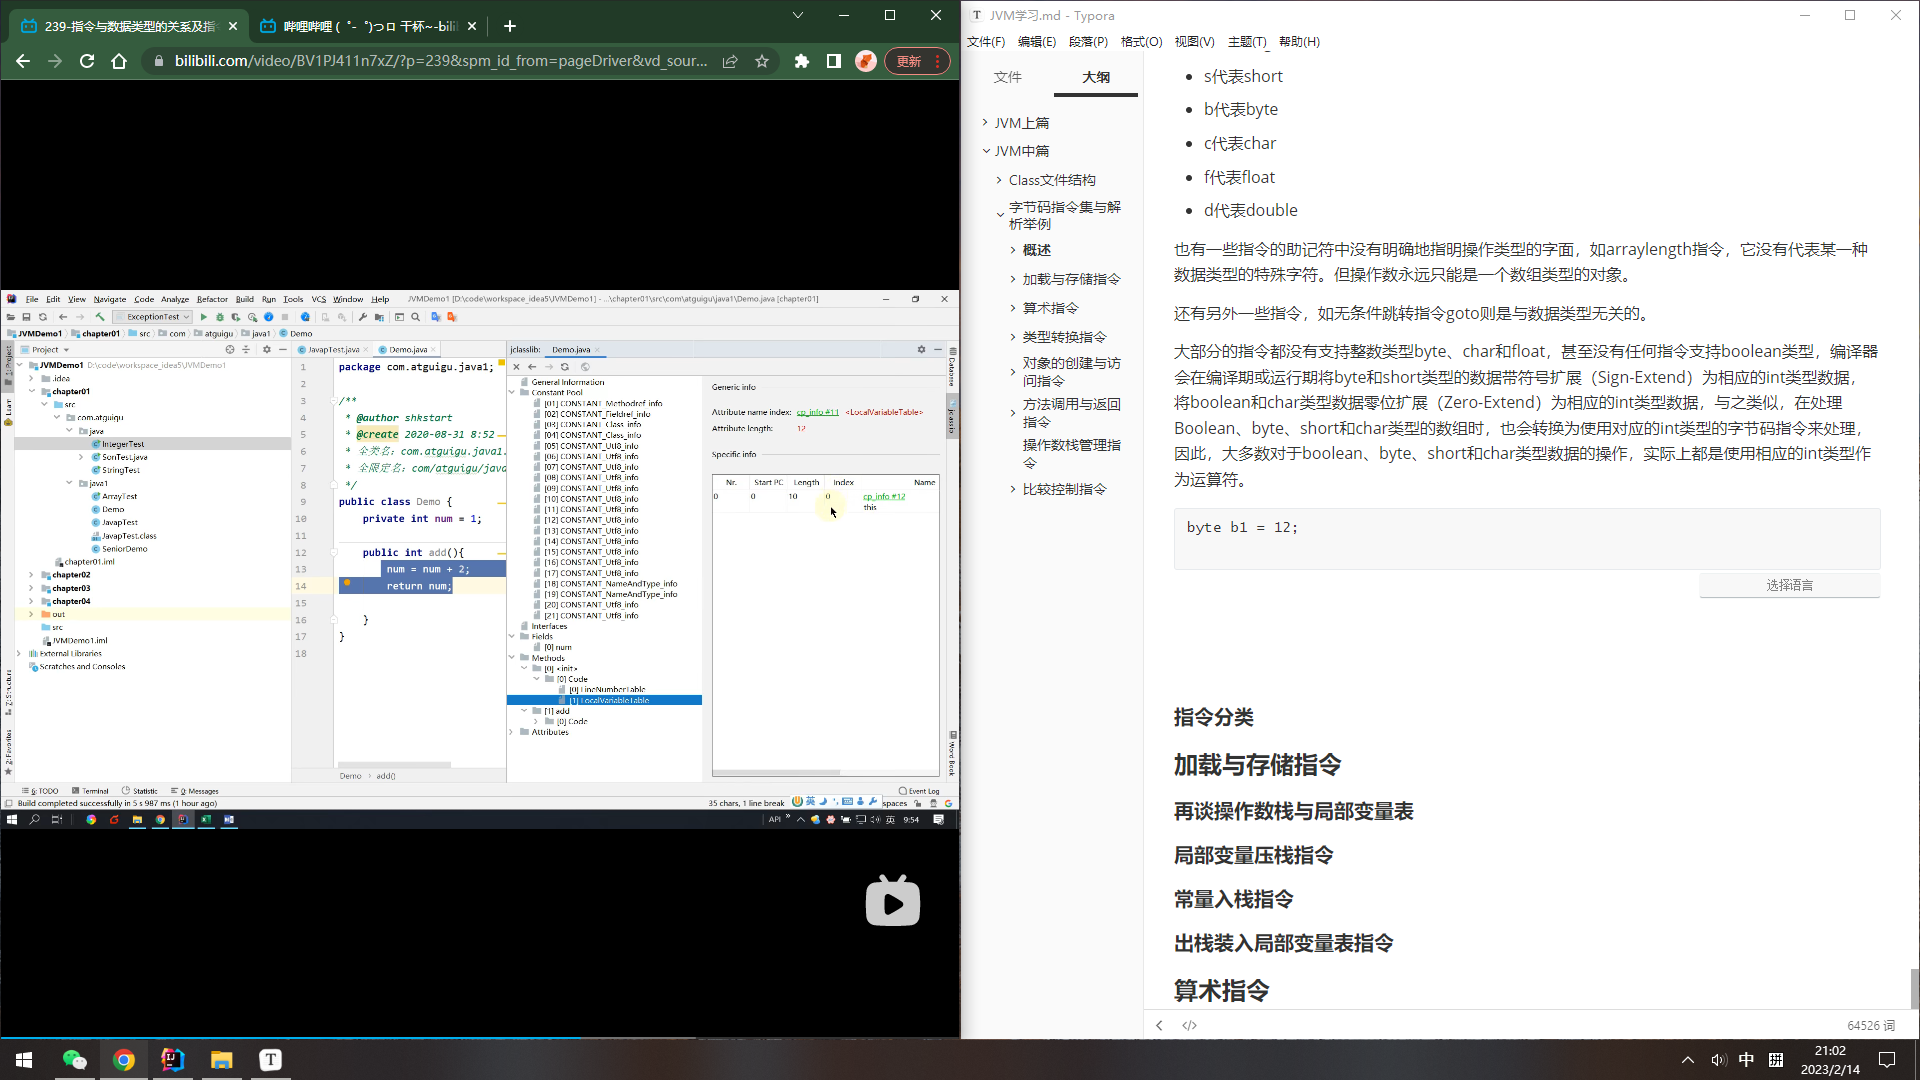 239-指令与数据类型的关系及指
哔哩哔哩 ( ゜- ゜)つロ 干杯~-bili
bilibili.com/video/BV1PJ411n7xZ/?p=239&spm_id_from=pageDriver&vd_sour...
更新
File Edit View Navigate Code Analyze Refactor Build Run Tools VCS Window Help
JVMDemo1 [D:\code\workspace_idea5\JVMDemo1] - ...\chapter01\src\com\atguigu\java1\Demo.java [chapter01]
ExceptionTest
JVMDemo1 chapter01 src com atguigu java1 Demo
Project
JVMDemo1 D:\code\workspace_idea5\JVMDemo1
.idea
chapter01
src
com.atguigu
java
IntegerTest
SonTest.java
StringTest
java1
ArrayTest
Demo
JavapTest
JavapTest.class
SeniorDemo
chapter01.iml
chapter02
chapter03
chapter04
out
src
JVMDemo1.iml
External Libraries
Scratches and Consoles
JavapTest.java
Demo.java
1 package com.atguigu.java1;
2
3 /**
4 * @author shkstart
5 * @create 2020-08-31 8:52
6 * 全类名: com.atguigu.java1.
7 * 全限定名: com/atguigu/java
8 */
9 public class Demo {
10 private int num = 1;
11
12 public int add(){
13 num = num + 2;
14 return num;
15
16 }
17 }
18
Demo › add()
jclasslib: Demo.java
General Information
Constant Pool
[01] CONSTANT_Methodref_info
[02] CONSTANT_Fieldref_info
[03] CONSTANT_Class_info
[04] CONSTANT_Class_info
[05] CONSTANT_Utf8_info
[06] CONSTANT_Utf8_info
[07] CONSTANT_Utf8_info
[08] CONSTANT_Utf8_info
[09] CONSTANT_Utf8_info
[10] CONSTANT_Utf8_info
[11] CONSTANT_Utf8_info
[12] CONSTANT_Utf8_info
[13] CONSTANT_Utf8_info
[14] CONSTANT_Utf8_info
[15] CONSTANT_Utf8_info
[16] CONSTANT_Utf8_info
[17] CONSTANT_Utf8_info
[18] CONSTANT_NameAndType_info
[19] CONSTANT_NameAndType_info
[20] CONSTANT_Utf8_info
[21] CONSTANT_Utf8_info
Interfaces
Fields
[0] num
Methods
[0] <init>
[0] Code
[0] LineNumberTable
[1] LocalVariableTable
[1] add
[0] Code
Attributes
Generic info
Attribute name index: cp_info #11 <LocalVariableTable>
Attribute length: 12
Specific info
Nr. Start PC Length Index Name
0 0 10 0 cp_info #12
this
6: TODO Terminal Statistic 0: Messages
Event Log
Build completed successfully in 5 s 987 ms (1 hour ago)
35 chars, 1 line break
英
spaces
API
英
9:54
JVM学习.md - Typora
文件(F) 编辑(E) 段落(P) 格式(O) 视图(V) 主题(T) 帮助(H)
文件 大纲
JVM上篇
JVM中篇
Class文件结构
字节码指令集与解
析举例
概述
加载与存储指令
算术指令
类型转换指令
对象的创建与访
问指令
方法调用与返回
指令
操作数栈管理指
令
比较控制指令
s代表short
b代表byte
c代表char
f代表float
d代表double
也有一些指令的助记符中没有明确地指明操作类型的字面，如arraylength指令，它没有代表某一种
数据类型的特殊字符。但操作数永远只能是一个数组类型的对象。
还有另外一些指令，如无条件跳转指令goto则是与数据类型无关的。
大部分的指令都没有支持整数类型byte、char和float，甚至没有任何指令支持boolean类型，编译器
会在编译期或运行期将byte和short类型的数据带符号扩展（Sign-Extend）为相应的int类型数据，
将boolean和char类型数据零位扩展（Zero-Extend）为相应的int类型数据，与之类似，在处理
Boolean、byte、short和char类型的数组时，也会转换为使用对应的int类型的字节码指令来处理，
因此，大多数对于boolean、byte、short和char类型数据的操作，实际上都是使用相应的int类型作
为运算符。
byte b1 = 12;
选择语言
指令分类
加载与存储指令
再谈操作数栈与局部变量表
局部变量压栈指令
常量入栈指令
出栈装入局部变量表指令
算术指令
64526 词
中
拼
21:02
2023/2/14